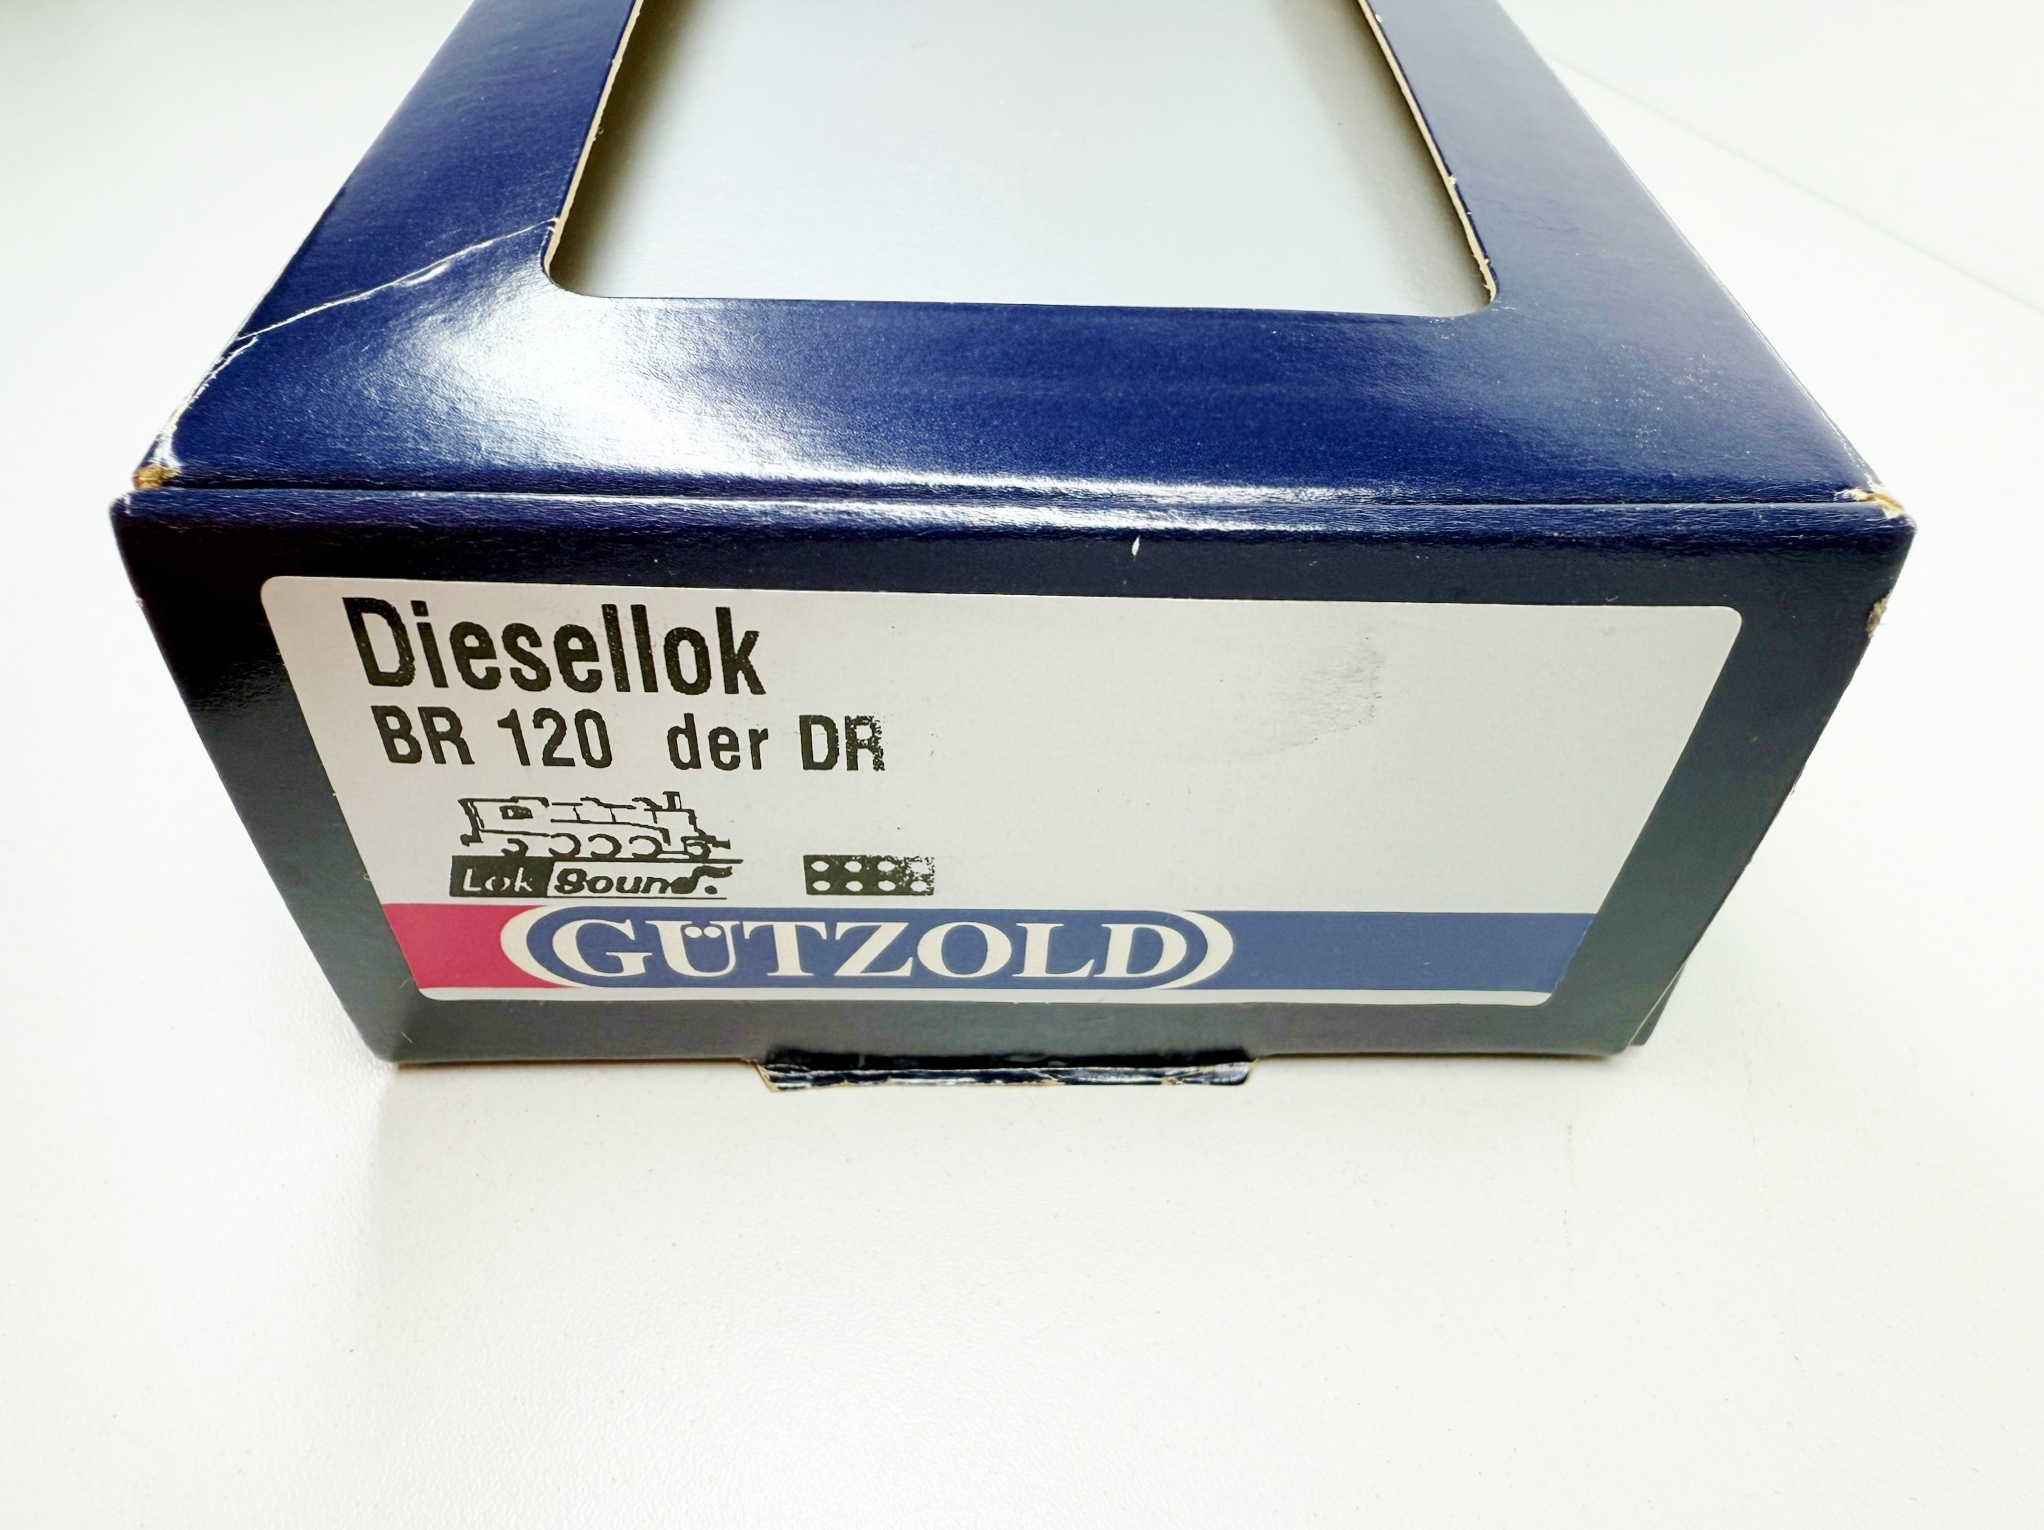 Diesellok
BR 120 der DR
Lok Sound
GÜTZOLD